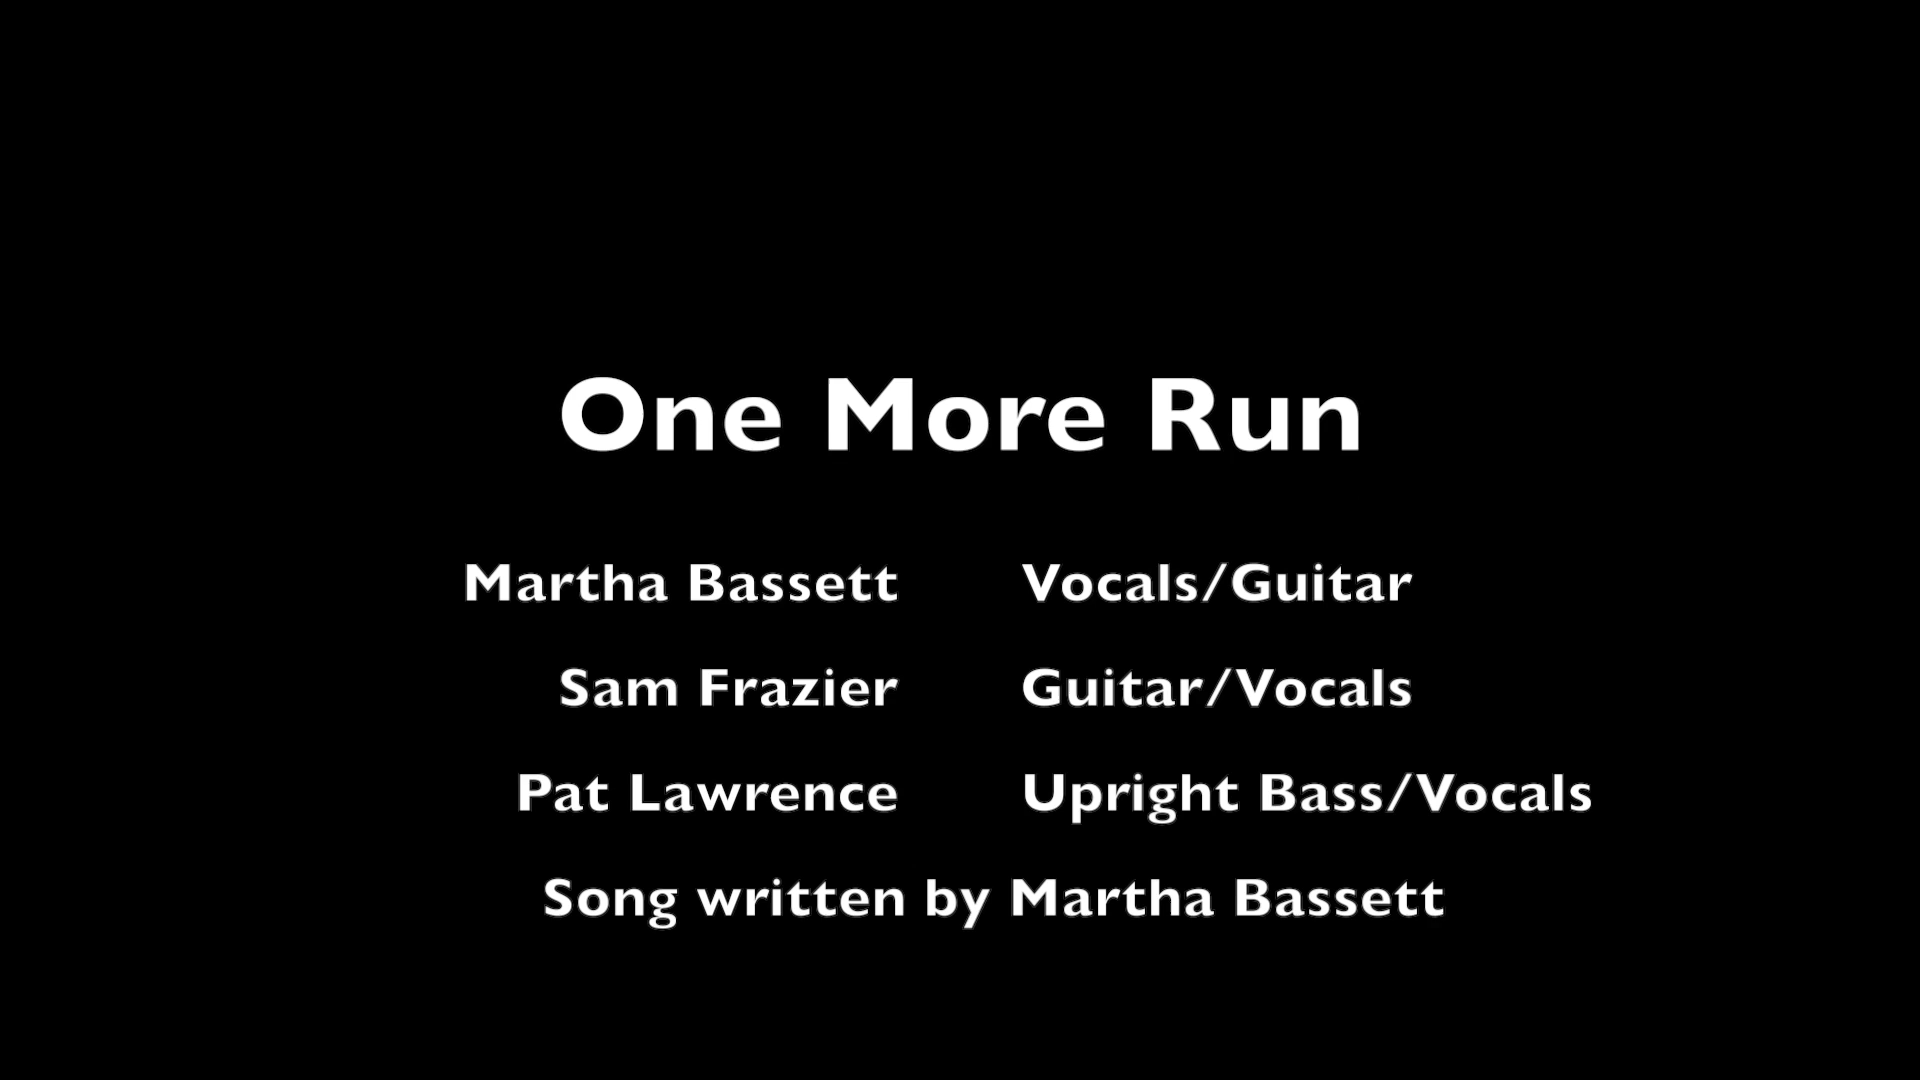 One More Run
Martha Bassett Vocals/Guitar
Sam Frazier Guitar/Vocals
Pat Lawrence Upright Bass/Vocals
Song written by Martha Bassett